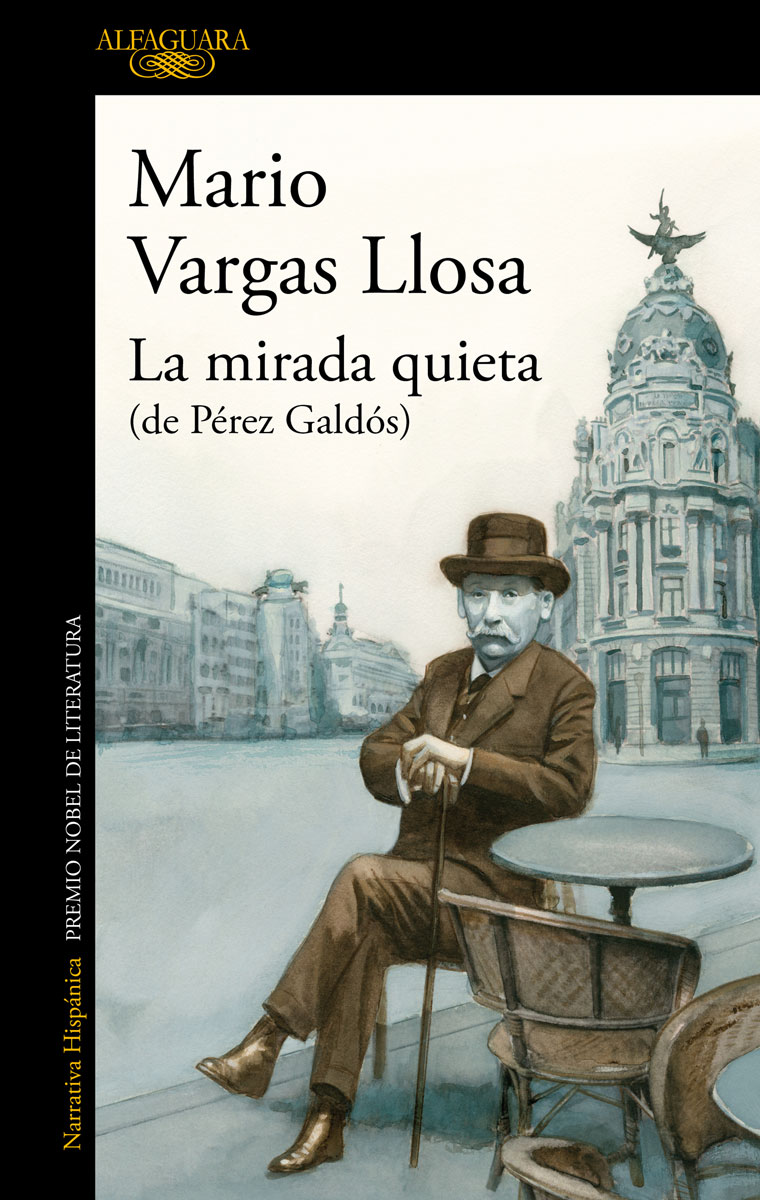 ALFAGUARA
Mario
Vargas Llosa
La mirada quieta
(de Pérez Galdós)
Narrativa Hispánica PREMIO NOBEL DE LITERATURA